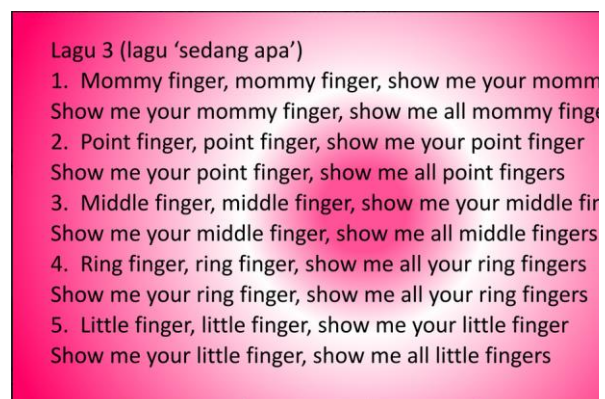 Lagu 3 (lagu ‘sedang apa’)
1. Mommy finger, mommy finger, show me your
Show me your mommy finger, show me all mommy
2. Point finger, point finger, show me your point finger
Show me your point finger, show me all point fingers
3. Middle finger, middle finger, show me your middle
Show me your middle finger, show me all middle fingers
4. Ring finger, ring finger, show me all your ring fingers
Show me your ring finger, show me all your ring fingers
5. Little finger, little finger, show me your little finger
Show me your little finger, show me all little fingers